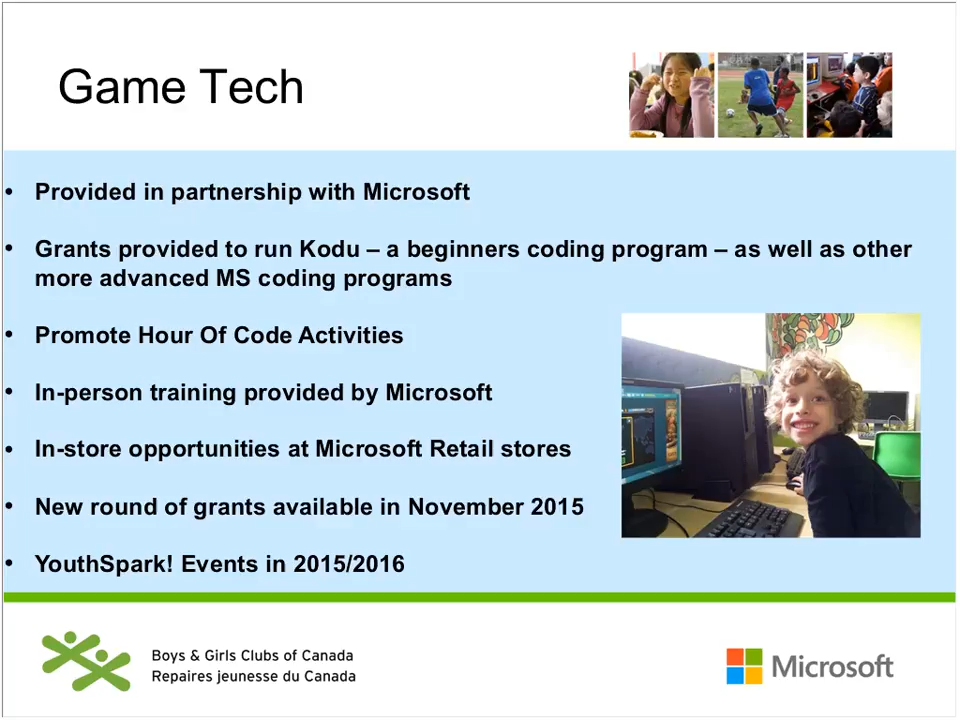 Game Tech
• Provided in partnership with Microsoft
• Grants provided to run Kodu – a beginners coding program – as well as other
more advanced MS coding programs
• Promote Hour Of Code Activities
• In-person training provided by Microsoft
• In-store opportunities at Microsoft Retail stores
• New round of grants available in November 2015
• YouthSpark! Events in 2015/2016
Boys & Girls Clubs of Canada
Repaires jeunesse du Canada
Microsoft